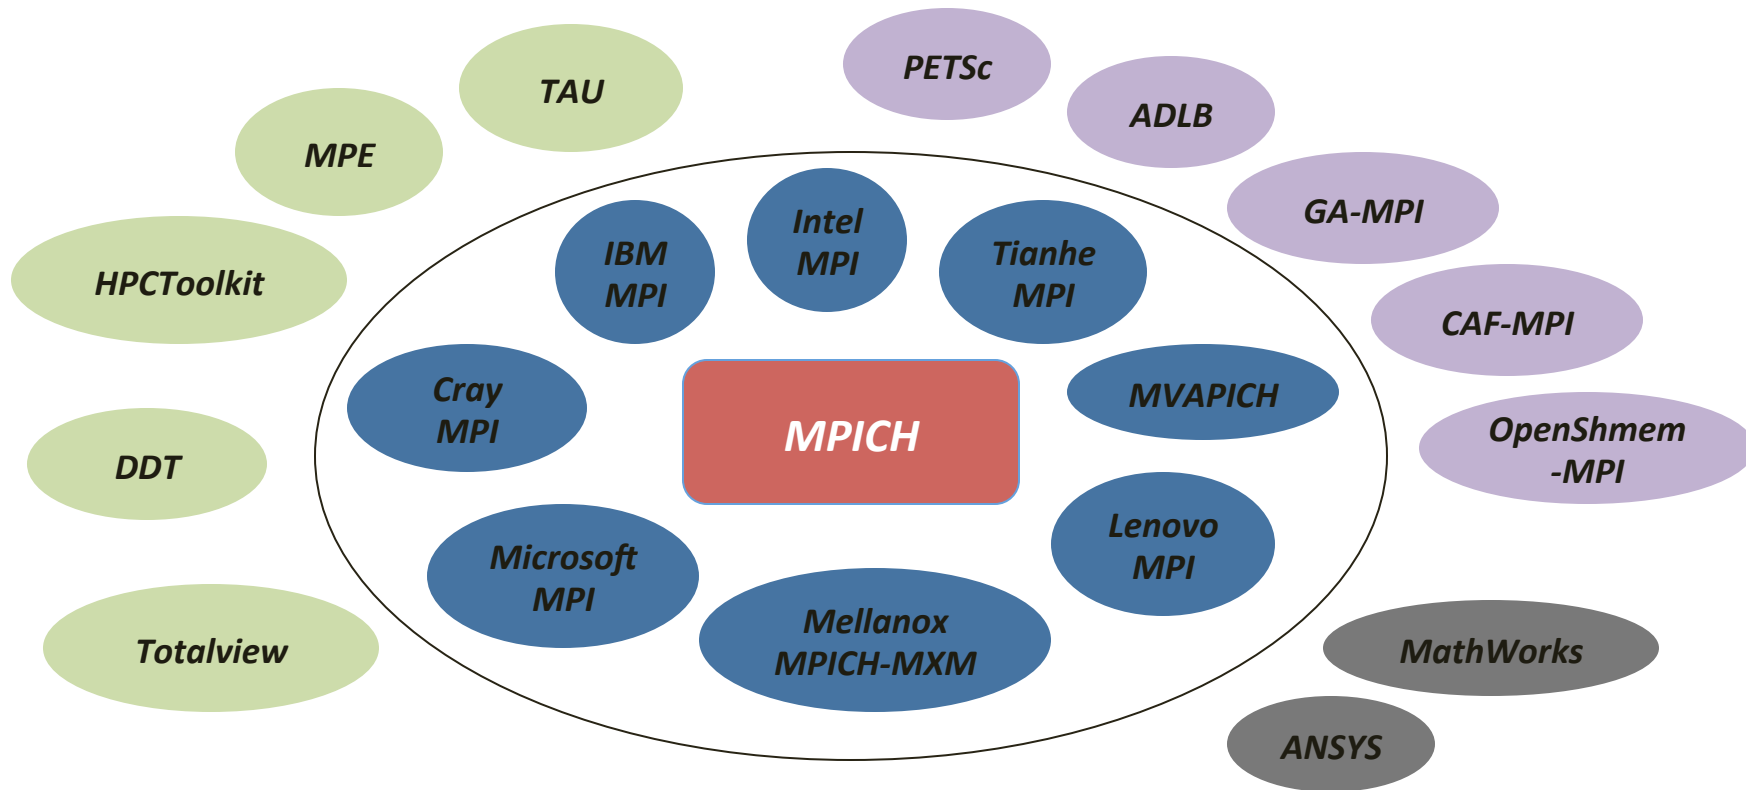 TAU
PETSc
MPE
ADLB
HPCToolkit
IBM
MPI
Intel
MPI
Tianhe
MPI
GA-MPI
CAF-MPI
Cray
MPI
MPICH
MVAPICH
OpenShmem
-MPI
DDT
Microsoft
MPI
Mellanox
MPICH-MXM
Lenovo
MPI
Totalview
MathWorks
ANSYS